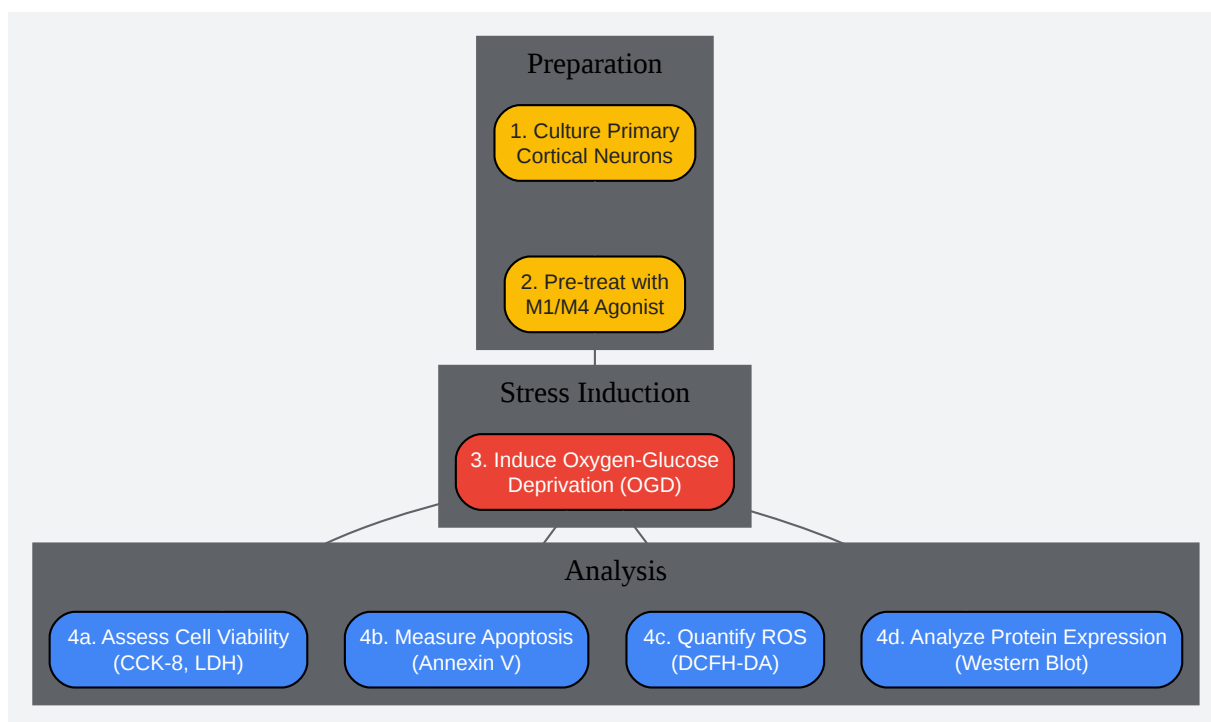 Preparation
1. Culture Primary
Cortical Neurons
2. Pre-treat with
M1/M4 Agonist
Stress Induction
3. Induce Oxygen-Glucose
Deprivation (OGD)
Analysis
4a. Assess Cell Viability
(CCK-8, LDH)
4b. Measure Apoptosis
(Annexin V)
4c. Quantify ROS
(DCFH-DA)
4d. Analyze Protein Expression
(Western Blot)